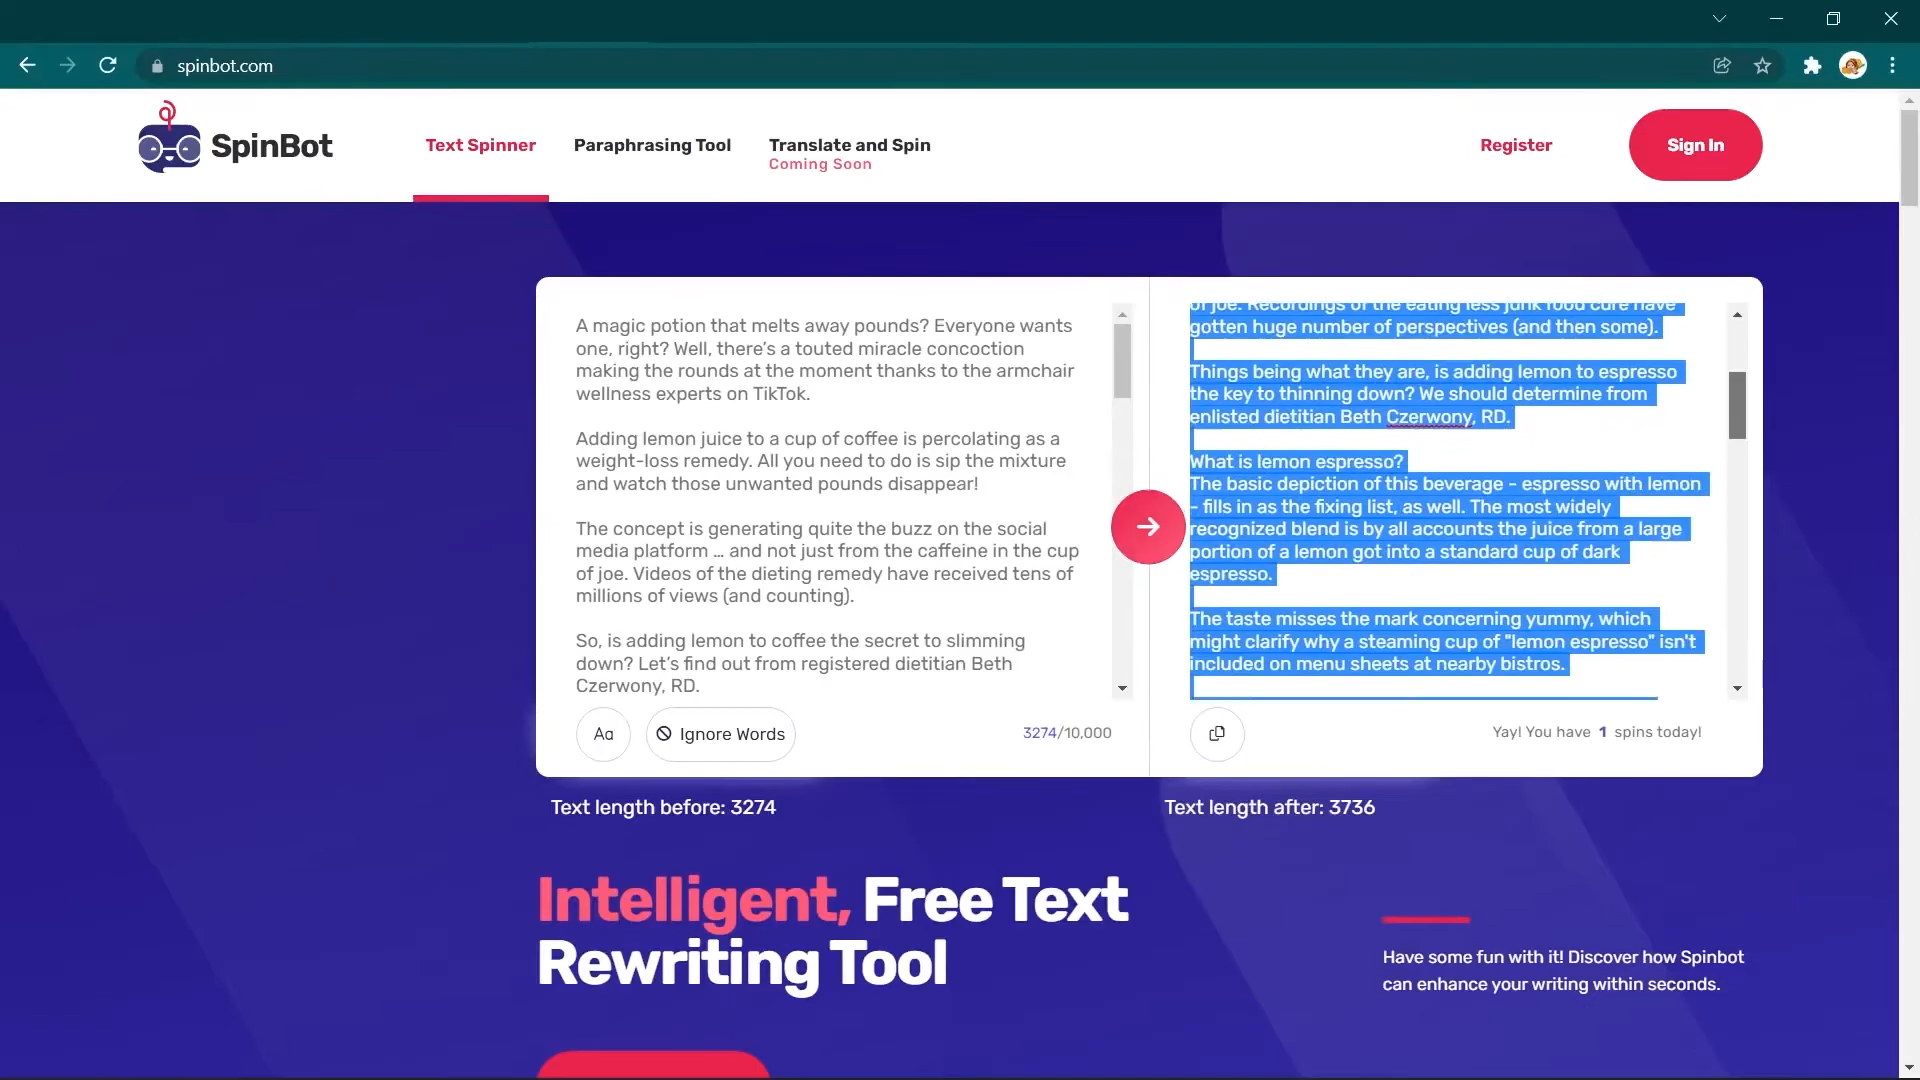 spinbot.com
SpinBot
Text Spinner
Paraphrasing Tool
Translate and Spin
Coming Soon
Register
Sign In
A magic potion that melts away pounds? Everyone wants
one, right? Well, there's a touted miracle concoction
making the rounds at the moment thanks to the armchair
wellness experts on TikTok.
Adding lemon juice to a cup of coffee is percolating as a
weight-loss remedy. All you need to do is sip the mixture
and watch those unwanted pounds disappear!
The concept is generating quite the buzz on the social
media platform … and not just from the caffeine in the cup
of joe. Videos of the dieting remedy have received tens of
millions of views (and counting).
So, is adding lemon to coffee the secret to slimming
down? Let's find out from registered dietitian Beth
Czerwony, RD.
Aa
Ignore Words
3274/10,000
of joe. Recordings of the eating less junk food cure have
gotten huge number of perspectives (and then some).
Things being what they are, is adding lemon to espresso
the key to thinning down? We should determine from
enlisted dietitian Beth Czerwony, RD.
What is lemon espresso?
The basic depiction of this beverage - espresso with lemon
- fills in as the fixing list, as well. The most widely
recognized blend is by all accounts the juice from a large
portion of a lemon got into a standard cup of dark
espresso.
The taste misses the mark concerning yummy, which
might clarify why a steaming cup of "lemon espresso" isn't
included on menu sheets at nearby bistros.
Yay! You have 1 spins today!
Text length before: 3274
Text length after: 3736
Intelligent, Free Text
Rewriting Tool
Have some fun with it! Discover how Spinbot
can enhance your writing within seconds.